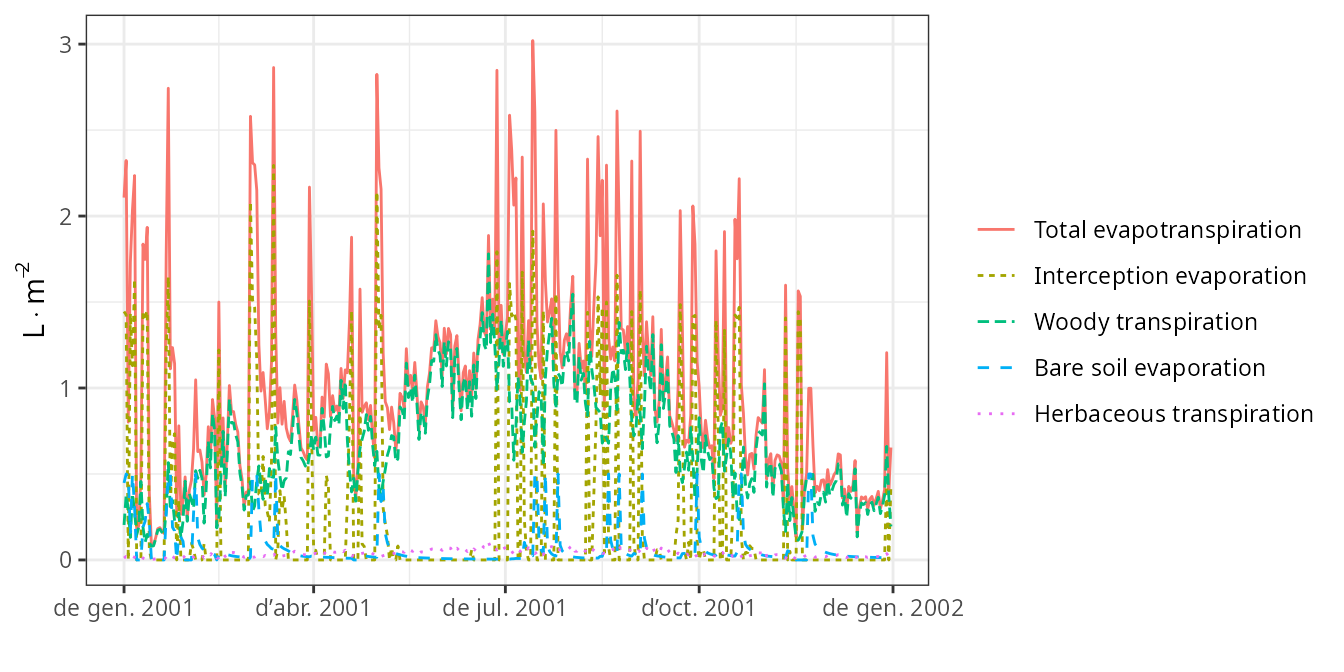 3
2
1
0
L · m⁻²
de gen. 2001
d’abr. 2001
de jul. 2001
d’oct. 2001
de gen. 2002
Total evapotranspiration
Interception evaporation
Woody transpiration
Bare soil evaporation
Herbaceous transpiration